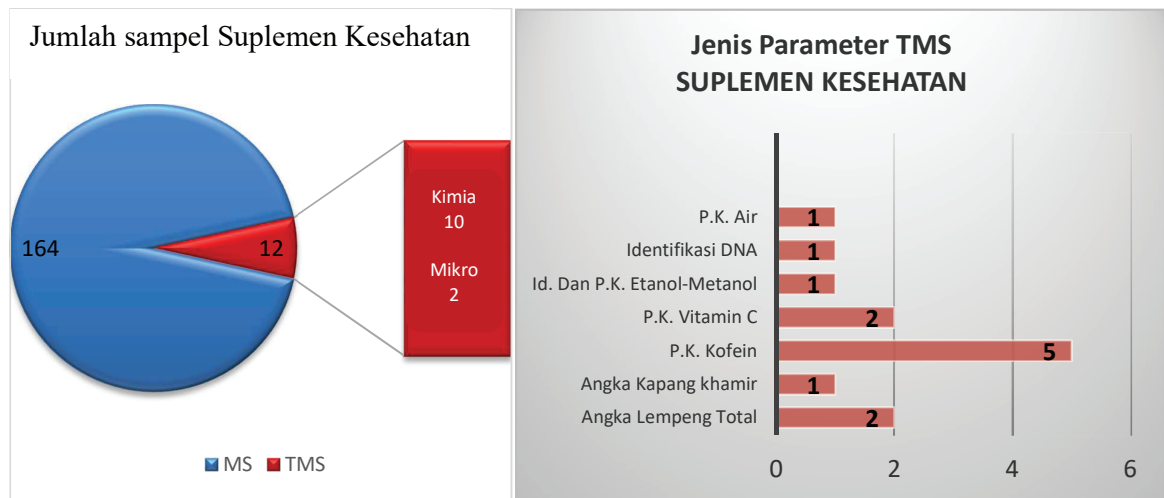 Jumlah sampel Suplemen Kesehatan
164
12
Kimia
10
Mikro
2
MS
TMS
Jenis Parameter TMS
SUPLEMEN KESEHATAN
P.K. Air
1
Identifikasi DNA
1
Id. Dan P.K. Etanol-Metanol
1
P.K. Vitamin C
2
P.K. Kofein
5
Angka Kapang khamir
1
Angka Lempeng Total
2
0
2
4
6